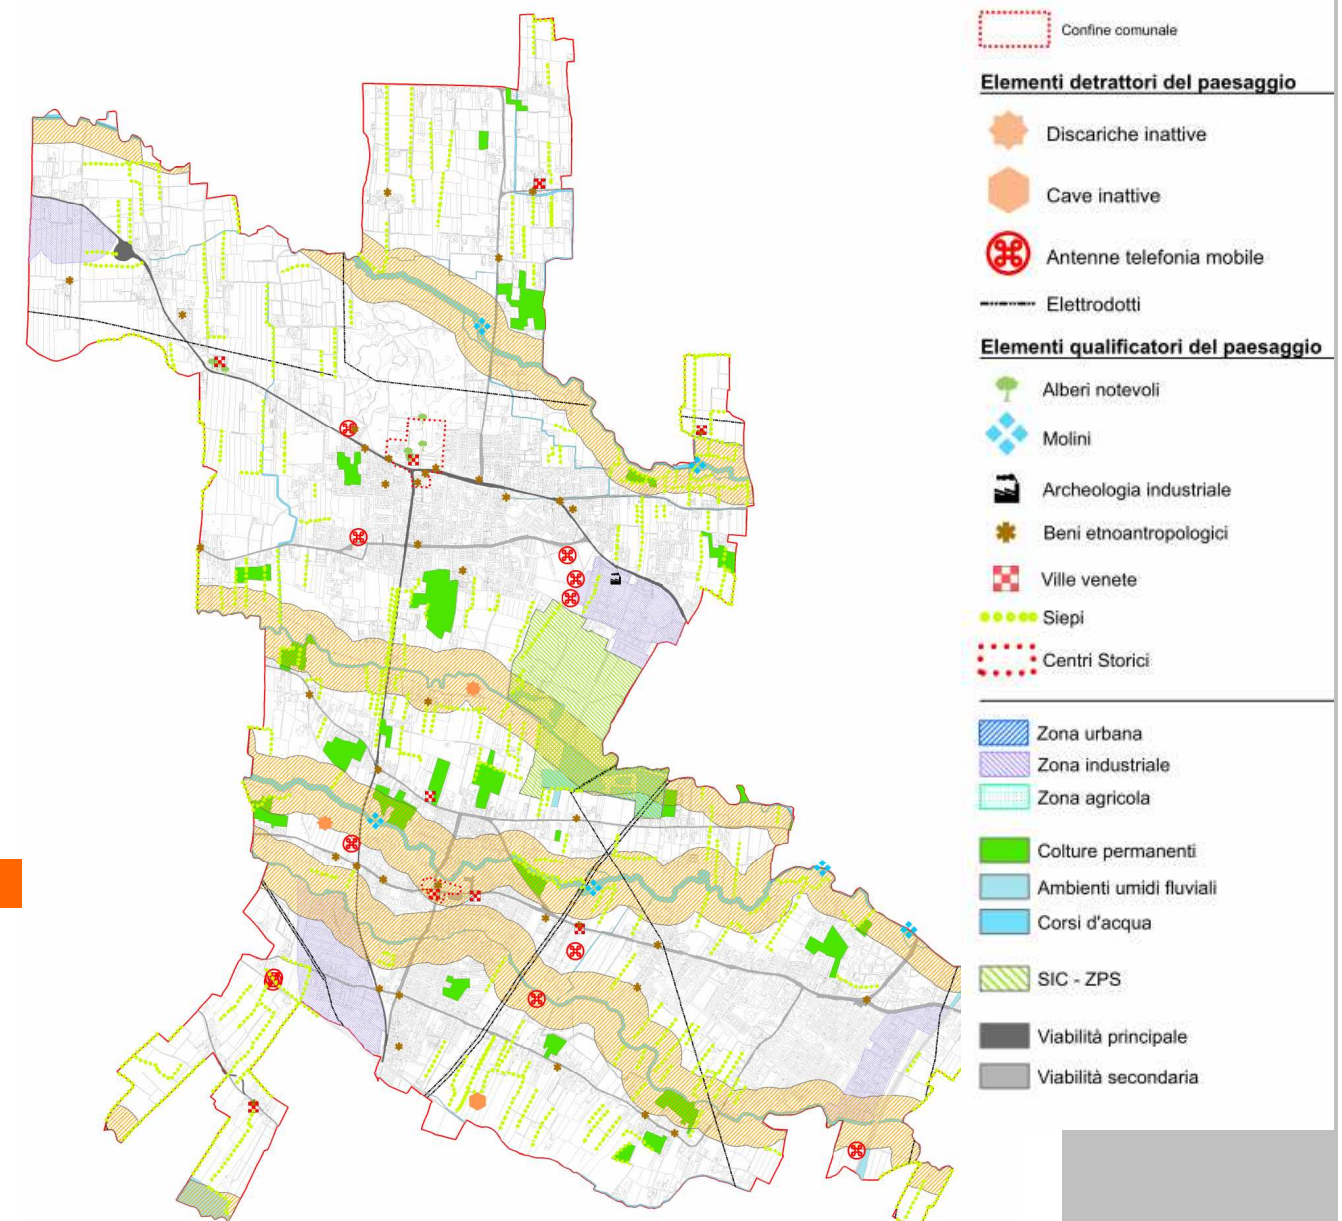 Confine comunale
Elementi detrattori del paesaggio
Discariche inattive
Cave inattive
Antenne telefonia mobile
Elettrodotti
Elementi qualificatori del paesaggio
Alberi notevoli
Molini
Archeologia industriale
Beni etnoantropologici
Ville venete
Siepi
Centri Storici
Zona urbana
Zona industriale
Zona agricola
Colture permanenti
Ambienti umidi fluviali
Corsi d'acqua
SIC - ZPS
Viabilità principale
Viabilità secondaria